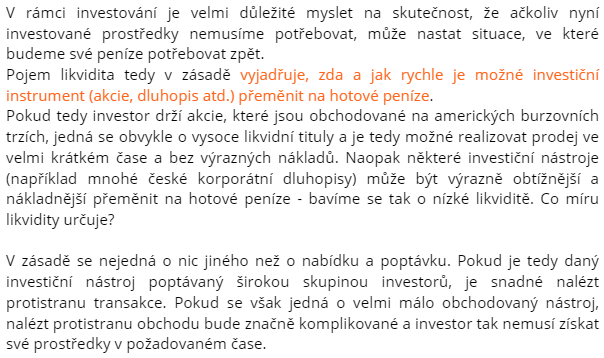 V rámci investování je velmi důležité myslet na skutečnost, že ačkoliv nyní
investované prostředky nemusíme potřebovat, může nastat situace, ve které
budeme své peníze potřebovat zpět.
Pojem likvidita tedy v zásadě vyjadřuje, zda a jak rychle je možné investiční
instrument (akcie, dluhopis atd.) přeměnit na hotové peníze.
Pokud tedy investor drží akcie, které jsou obchodované na amerických burzovních
trzích, jedná se obvykle o vysoce likvidní tituly a je tedy možné realizovat prodej ve
velmi krátkém čase a bez výrazných nákladů. Naopak některé investiční nástroje
(například mnohé české korporátní dluhopisy) může být výrazně obtížnější a
nákladnější přeměnit na hotové peníze - bavíme se tak o nízké likviditě. Co míru
likvidity určuje?
V zásadě se nejedná o nic jiného než o nabídku a poptávku. Pokud je tedy daný
investiční nástroj poptávaný širokou skupinou investorů, je snadné nalézt
protistranu transakce. Pokud se však jedná o velmi málo obchodovaný nástroj,
nalézt protistranu obchodu bude značně komplikované a investor tak nemusí získat
své prostředky v požadovaném čase.